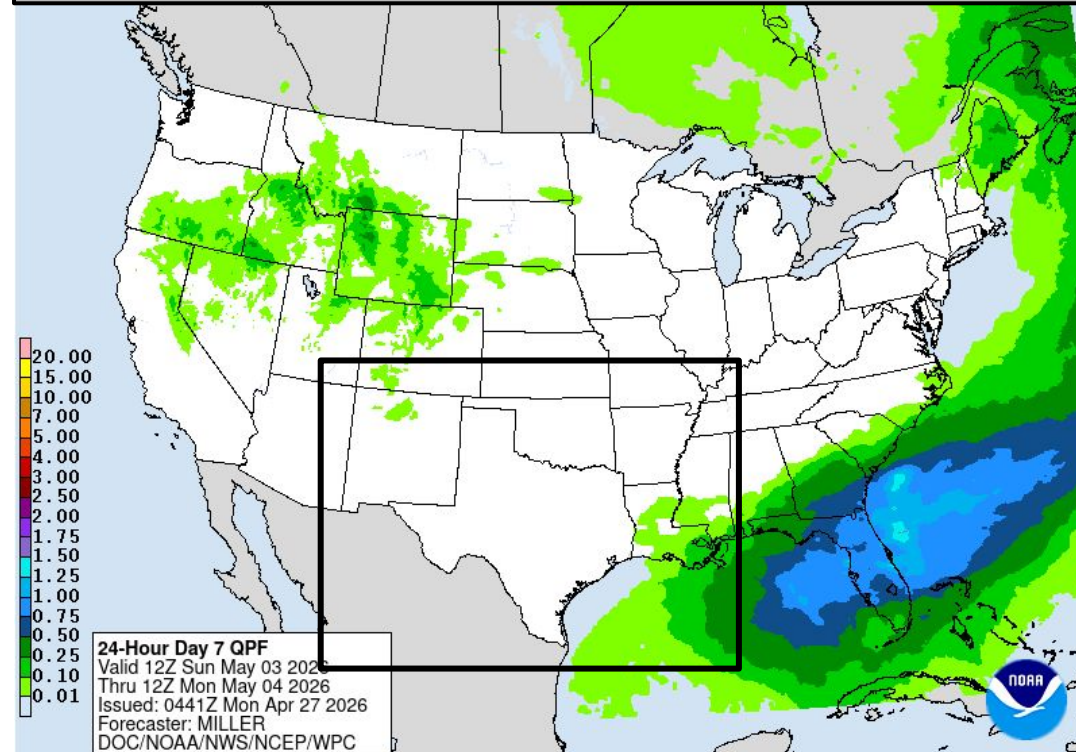 20.00
15.00
10.00
7.00
5.00
4.00
3.00
2.50
2.00
1.75
1.50
1.25
1.00
0.75
0.50
0.25
0.10
0.01
24-Hour Day 7 QPF
Valid 12Z Sun May 03 2026
Thru 12Z Mon May 04 2026
Issued: 0441Z Mon Apr 27 2026
Forecaster: MILLER
DOC/NOAA/NWS/NCEP/WPC
NOAA